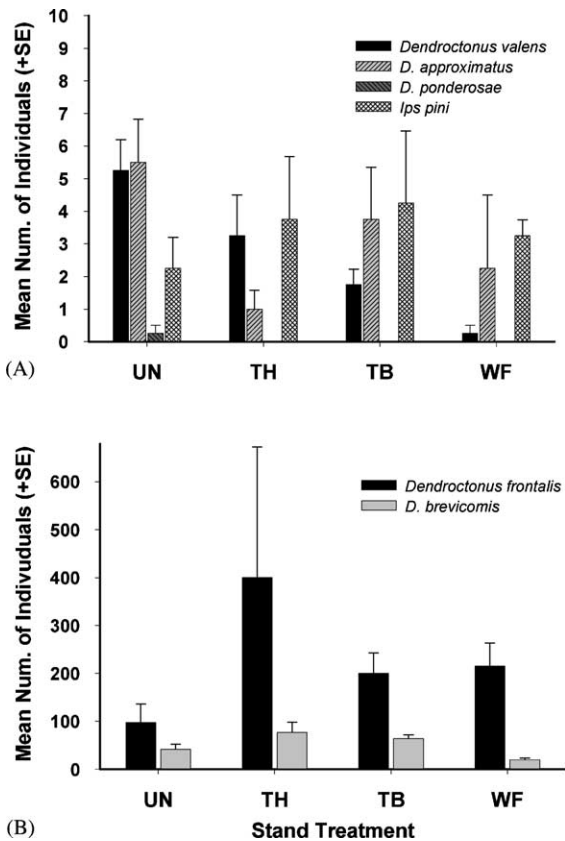 10
9
8
7
6
5
4
3
2
1
0
Mean Num. of Individuals (+SE)
Dendroctonus valens
D. approximatus
D. ponderosae
Ips pini
UN TH TB WF
(A)
600
500
400
300
200
100
0
Mean Num. of Indivuduals (+SE)
Dendroctonus frontalis
D. brevicomis
UN TH TB WF
(B) Stand Treatment